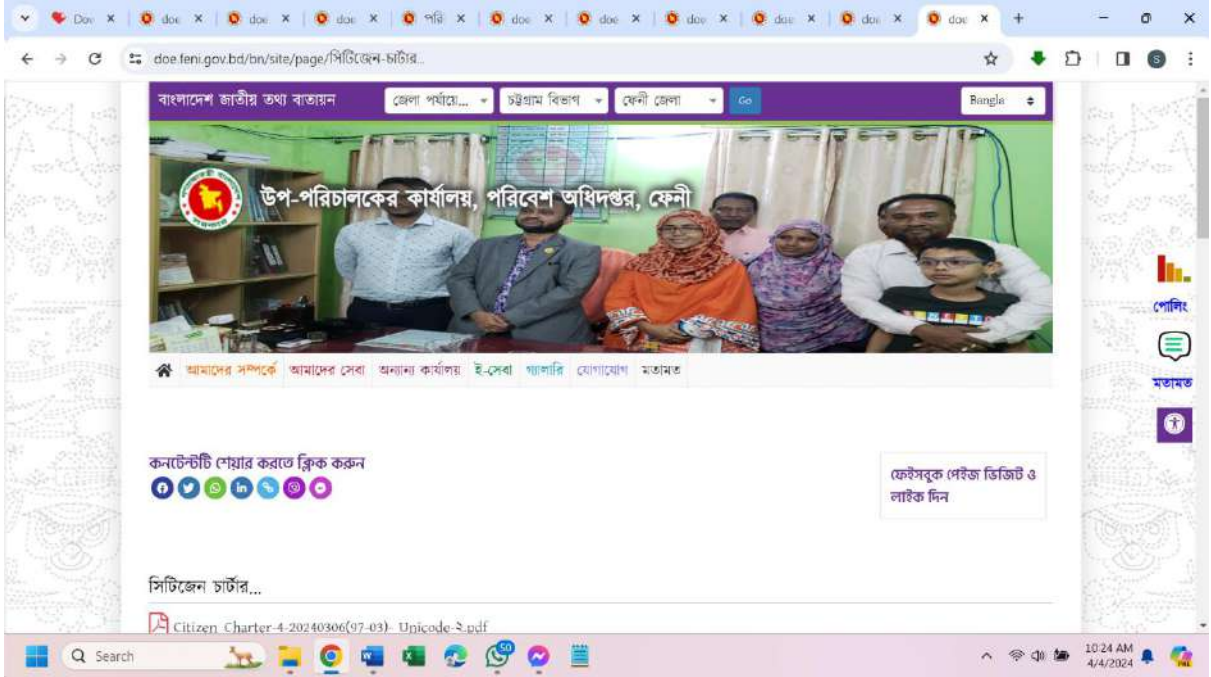 Dov
doe
doe
doe
পরি
doe
doe
doe
doe
doe
doe
doe.feni.gov.bd/bn/site/page/সিটিজেন-চার্টার...
S
বাংলাদেশ জাতীয় তথ্য বাতায়ন
জেলা পর্যায়ে...
চট্টগ্রাম বিভাগ
ফেনী জেলা
Go
Bangla
উপ-পরিচালকের কার্যালয়, পরিবেশ অধিদপ্তর, ফেনী
পোলিং
মতামত
আমাদের সম্পর্কে আমাদের সেবা অন্যান্য কার্যালয় ই-সেবা গ্যালারি যোগাযোগ মতামত
কনটেন্টটি শেয়ার করতে ক্লিক করুন
ফেইসবুক পেইজ ভিজিট ও
লাইক দিন
সিটিজেন চার্টার...
Citizen Charter-4-20240306(97-03)- Unicode-২.pdf
Search
50
10:24 AM
4/4/2024